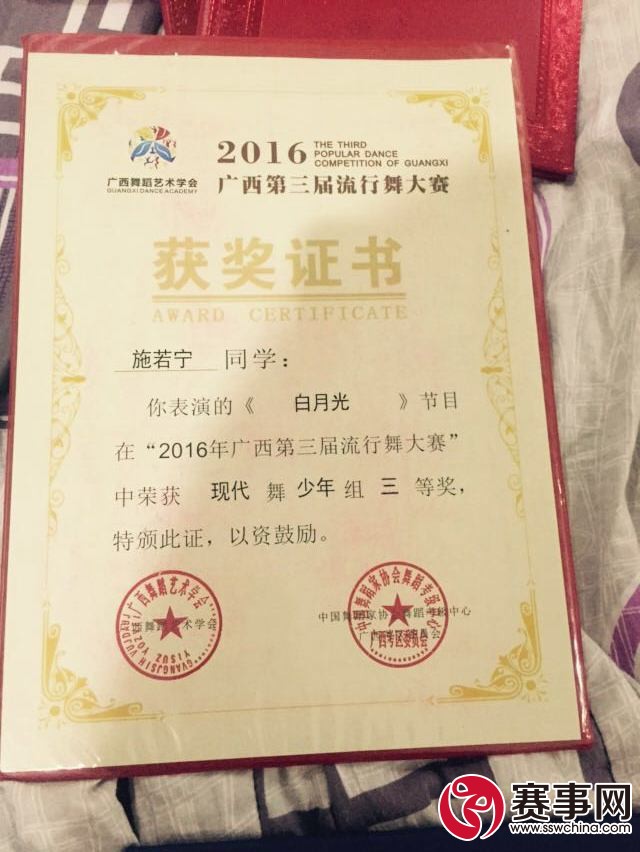 2016 THE THIRD
POPULAR DANCE
COMPETITION OF GUANGXI
广西舞蹈艺术学会
GUANGXI DANCE ACADEMY
广西第三届流行舞大赛
获奖证书
AWARD CERTIFICATE
施若宁 同学：
你表演的《 白月光 》节目
在“2016年广西第三届流行舞大赛”
中荣获 现代 舞 少年 组 三 等奖，
特颁此证，以资鼓励。
广西舞蹈艺术学会
中国舞蹈家协会舞蹈考级中心
赛事网
www.sswchina.com